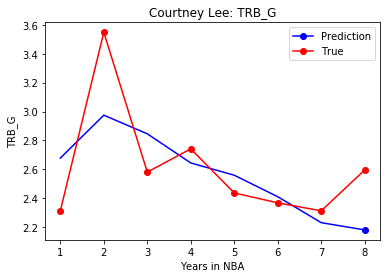 Courtney Lee: TRB_G
Prediction
True
3.6
3.4
3.2
3.0
2.8
2.6
2.4
2.2
TRB_G
1 2 3 4 5 6 7 8
Years in NBA